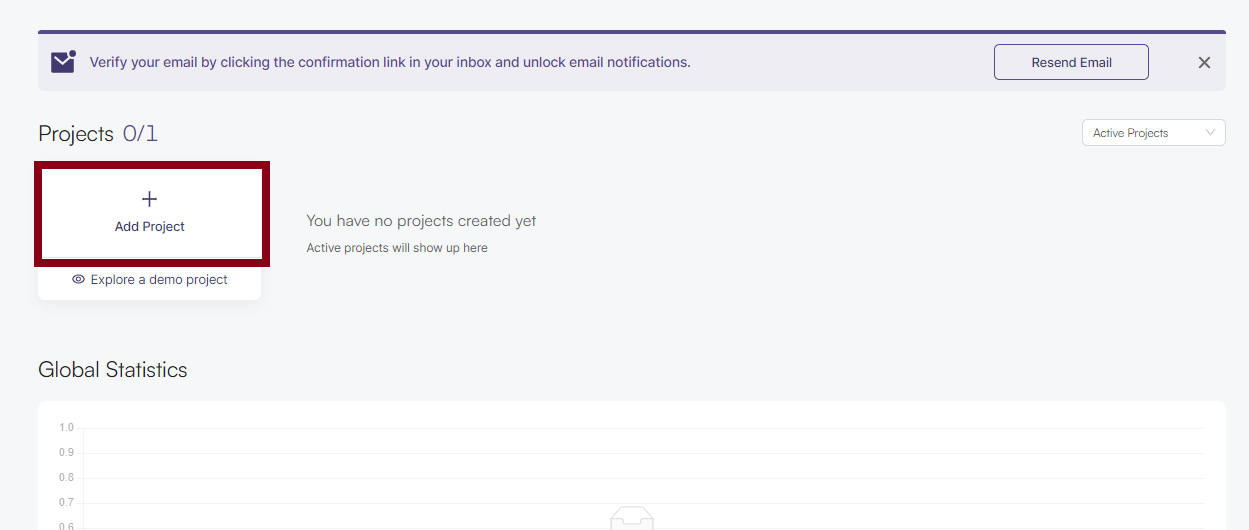 Verify your email by clicking the confirmation link in your inbox and unlock email notifications.
Resend Email
Projects 0/1
Active Projects
Add Project
You have no projects created yet
Active projects will show up here
Explore a demo project
Global Statistics
1.0
0.9
0.8
0.7
0.6